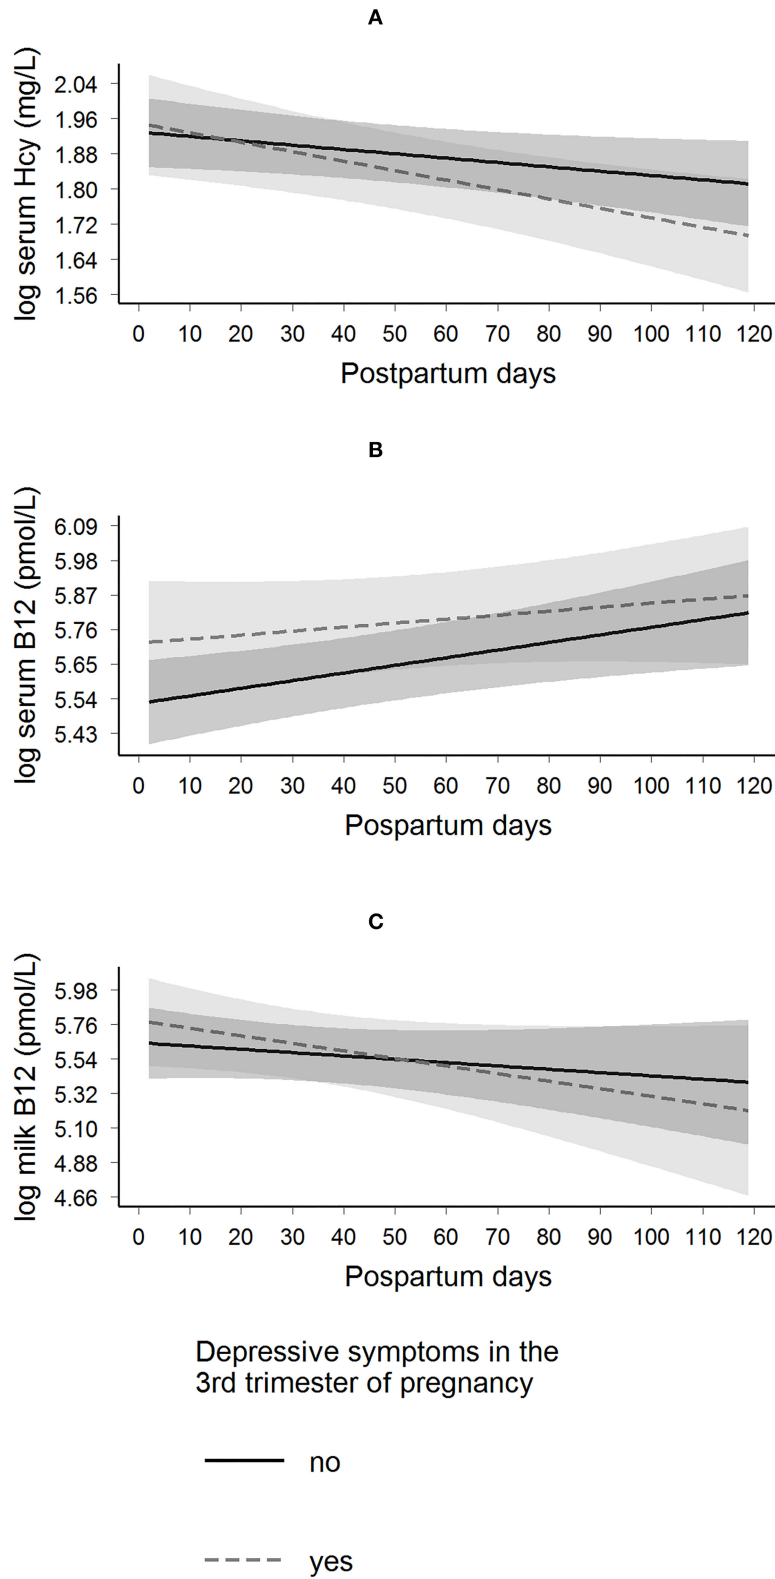 A
log serum Hcy (mg/L)
2.04
1.96
1.88
1.80
1.72
1.64
1.56
0 10 20 30 40 50 60 70 80 90 100 110 120
Postpartum days
B
log serum B12 (pmol/L)
6.09
5.98
5.87
5.76
5.65
5.54
5.43
0 10 20 30 40 50 60 70 80 90 100 110 120
Pospartum days
C
log milk B12 (pmol/L)
5.98
5.76
5.54
5.32
5.10
4.88
4.66
0 10 20 30 40 50 60 70 80 90 100 110 120
Pospartum days
Depressive symptoms in the
3rd trimester of pregnancy
no
yes